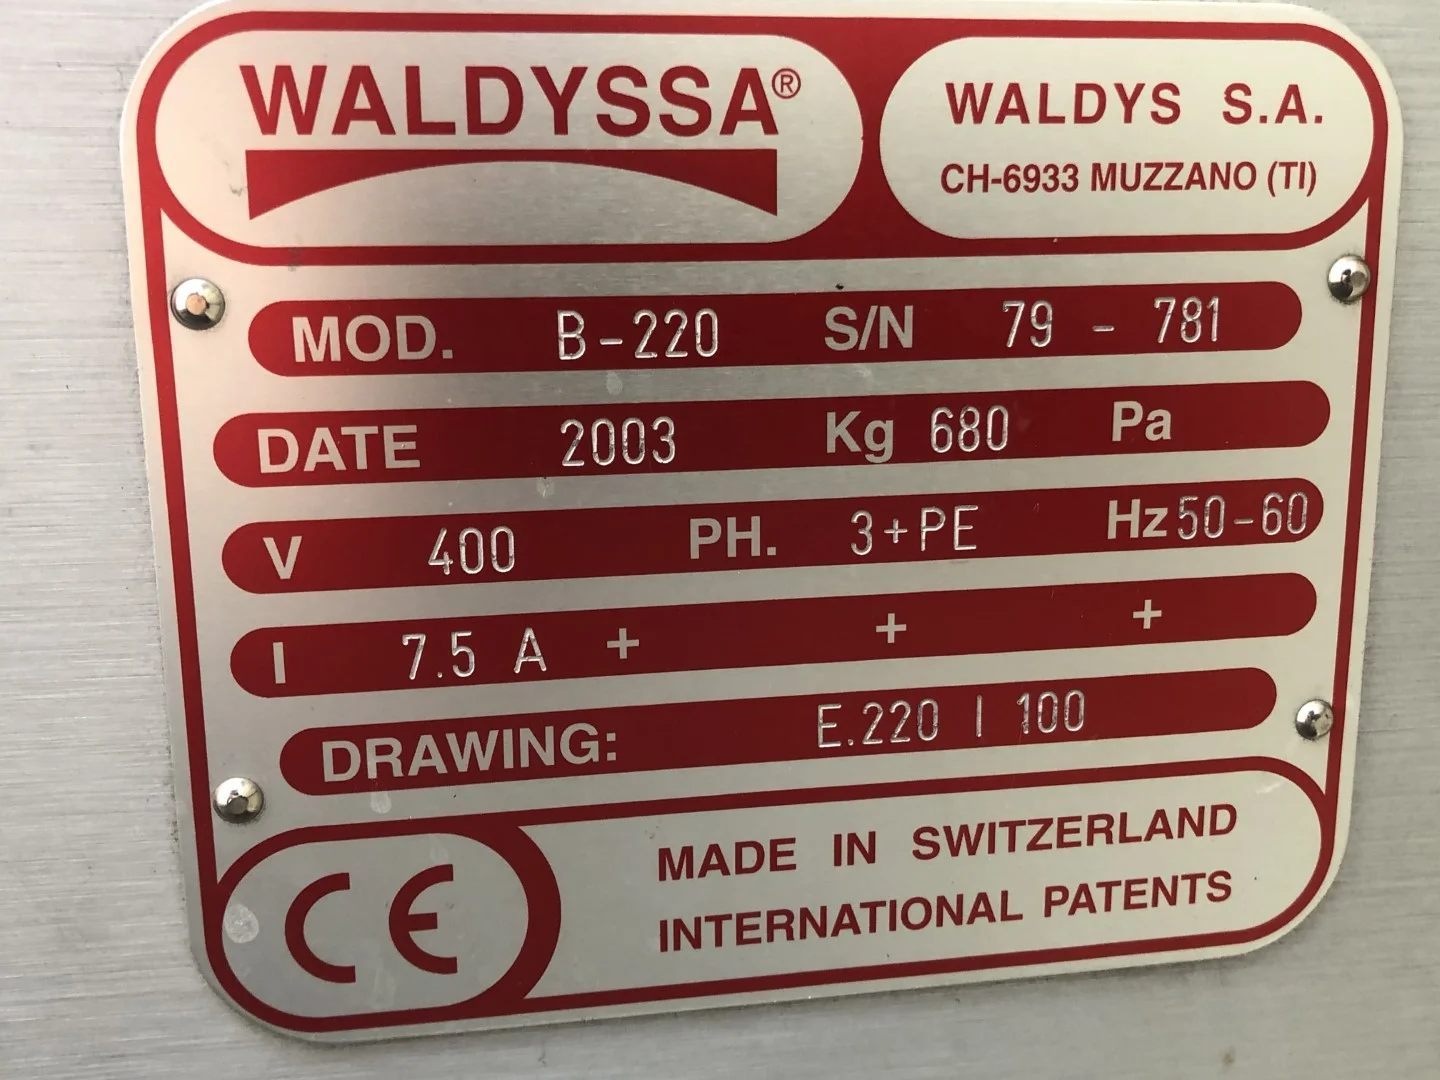 WALDYSSA®
WALDYS S.A.
CH-6933 MUZZANO (TI)
MOD. B-220 S/N 79 - 781
DATE 2003 Kg 680 Pa
V 400 PH. 3+PE Hz 50-60
I 7.5 A + + +
DRAWING: E.220 | 100
CE
MADE IN SWITZERLAND
INTERNATIONAL PATENTS